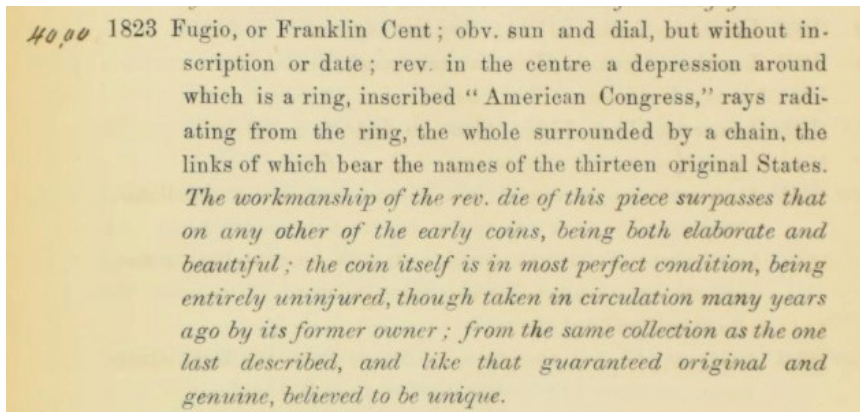 40,00 1823 Fugio, or Franklin Cent ; obv. sun and dial, but without in-
scription or date ; rev. in the centre a depression around
which is a ring, inscribed “ American Congress,” rays radi-
ating from the ring, the whole surrounded by a chain, the
links of which bear the names of the thirteen original States.
The workmanship of the rev. die of this piece surpasses that
on any other of the early coins, being both elaborate and
beautiful ; the coin itself is in most perfect condition, being
entirely uninjured, though taken in circulation many years
ago by its former owner ; from the same collection as the one
last described, and like that guaranteed original and
genuine, believed to be unique.